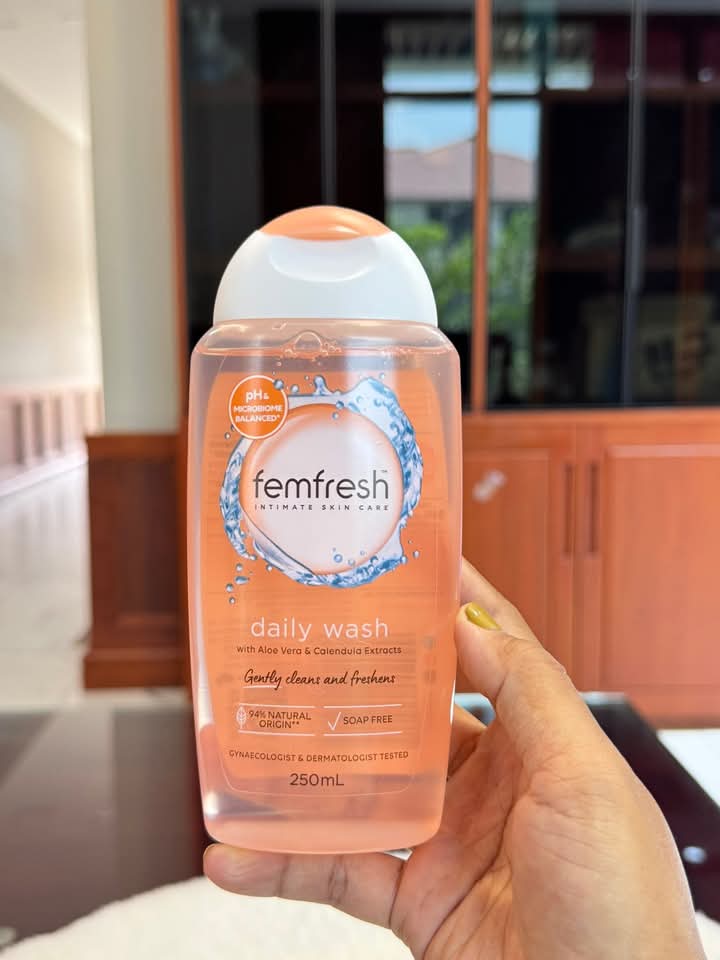 pH &
MICROBIOME
BALANCED*
femfresh™
INTIMATE SKIN CARE
daily wash
with Aloe Vera & Calendula Extracts
Gently cleans and freshens
94% NATURAL
ORIGIN**
SOAP FREE
GYNAECOLOGIST & DERMATOLOGIST TESTED
250mL